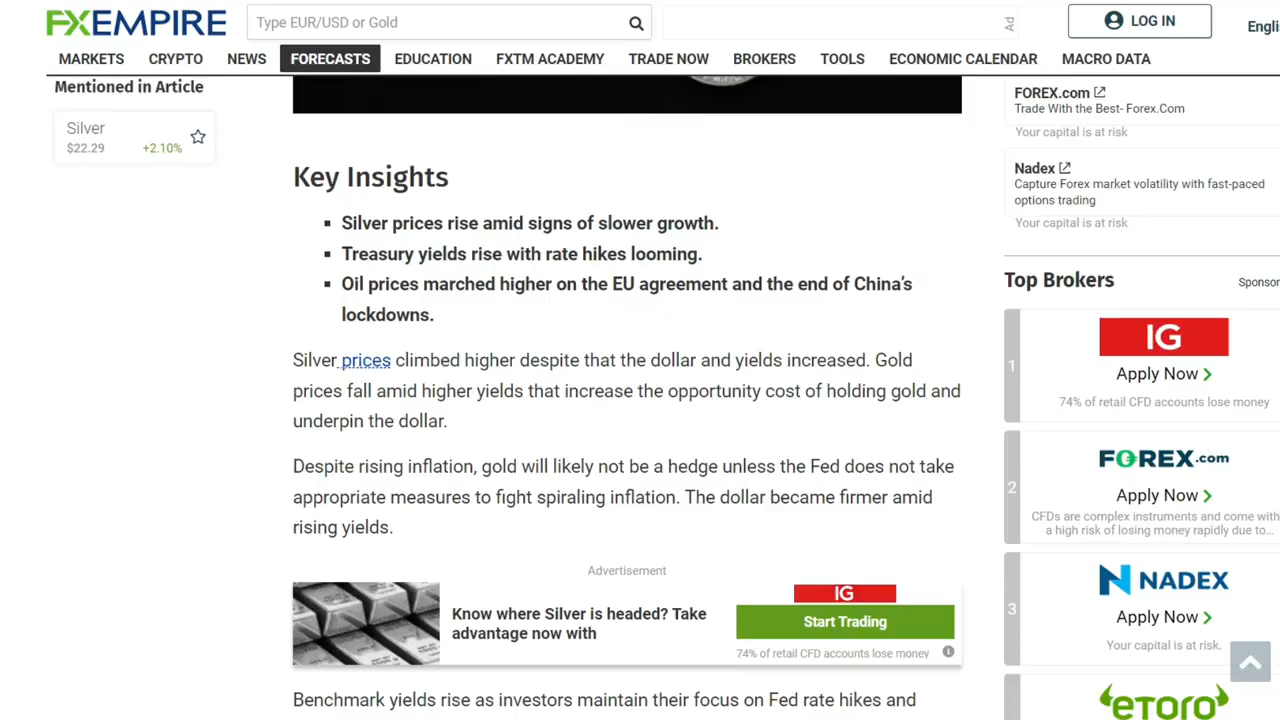 FXEMPIRE
Type EUR/USD or Gold
Ad
LOG IN
Engli
MARKETS CRYPTO NEWS FORECASTS EDUCATION FXTM ACADEMY TRADE NOW BROKERS TOOLS ECONOMIC CALENDAR MACRO DATA
Mentioned in Article
Silver
$22.29 +2.10%
Key Insights
Silver prices rise amid signs of slower growth.
Treasury yields rise with rate hikes looming.
Oil prices marched higher on the EU agreement and the end of China's
lockdowns.
Silver prices climbed higher despite that the dollar and yields increased. Gold
prices fall amid higher yields that increase the opportunity cost of holding gold and
underpin the dollar.
Despite rising inflation, gold will likely not be a hedge unless the Fed does not take
appropriate measures to fight spiraling inflation. The dollar became firmer amid
rising yields.
Advertisement
Know where Silver is headed? Take
advantage now with
IG
Start Trading
74% of retail CFD accounts lose money
Benchmark yields rise as investors maintain their focus on Fed rate hikes and
FOREX.com
Trade With the Best- Forex.Com
Your capital is at risk
Nadex
Capture Forex market volatility with fast-paced
options trading
Your capital is at risk
Top Brokers
Sponsor
1
IG
Apply Now
74% of retail CFD accounts lose money
2
FOREX.com
Apply Now
CFDs are complex instruments and come with
a high risk of losing money rapidly due to...
3
NADEX
Apply Now
Your capital is at risk.
eToro